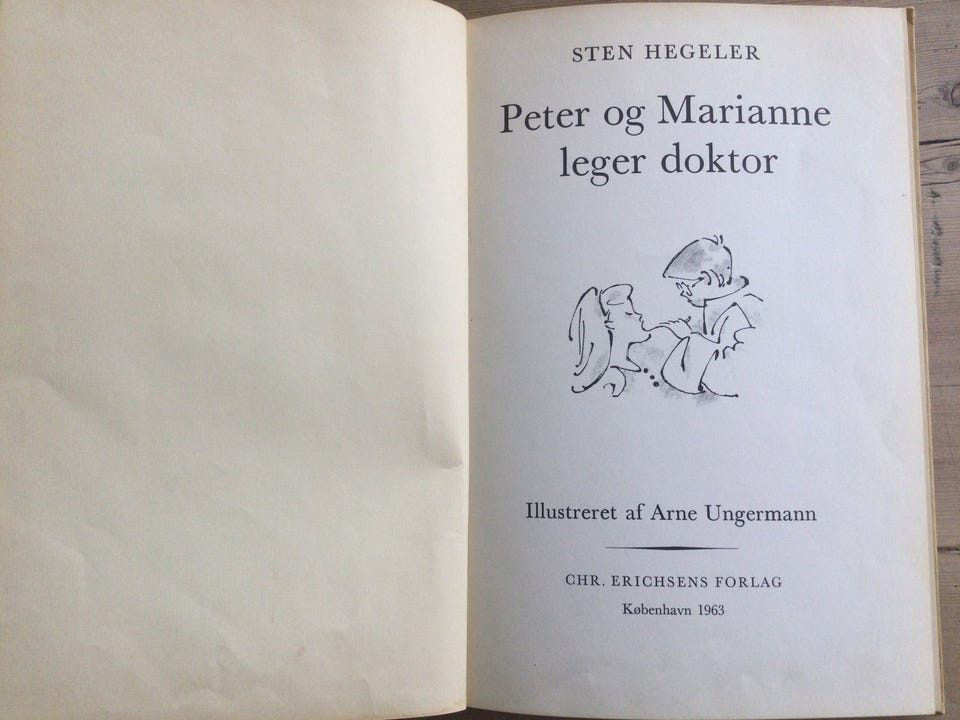 STEN HEGELER
Peter og Marianne
leger doktor
Illustreret af Arne Ungermann
CHR. ERICHSENS FORLAG
København 1963